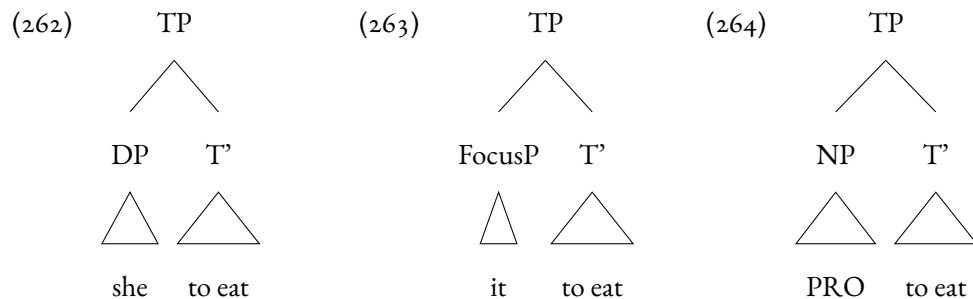 (262) TP (263) TP (264) TP
DP T’ FocusP T’ NP T’
she to eat it to eat PRO to eat